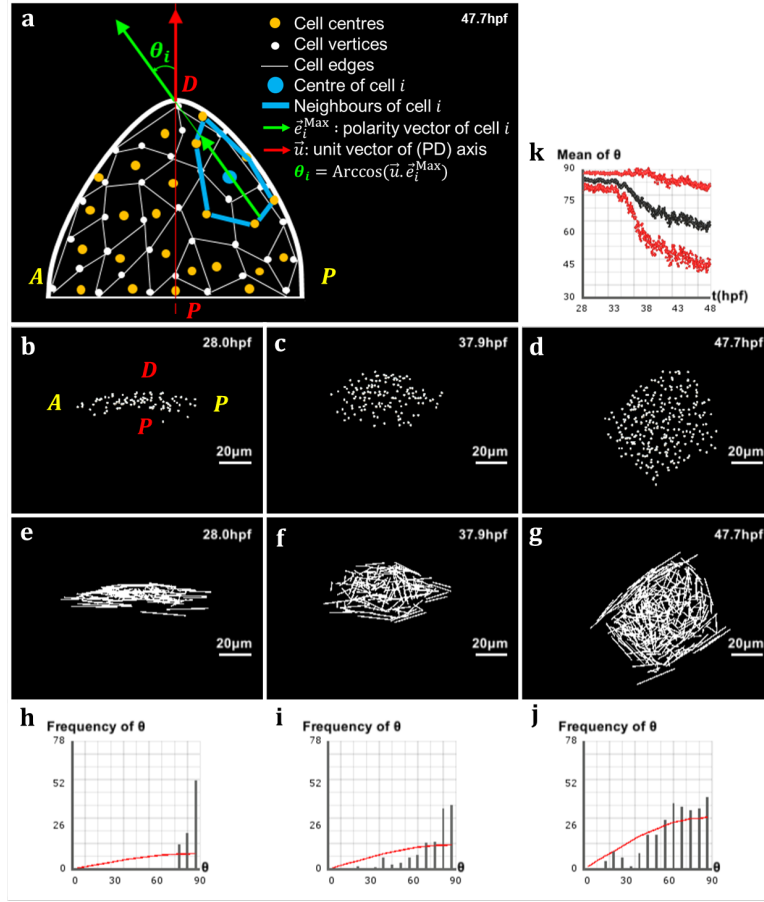 a
47.7hpf
Cell centres
Cell vertices
Cell edges
Centre of cell i
Neighbours of cell i
e⃗ᵢᴹᵃˣ : polarity vector of cell i
u⃗: unit vector of (PD) axis
θᵢ = Arccos(u⃗.e⃗ᵢᴹᵃˣ)
θᵢ
D
A
P
P
k
Mean of θ
90
75
60
45
30
28 33 38 43 48
t(hpf)
b
28.0hpf
D
A
P
P
20µm
c
37.9hpf
20µm
d
47.7hpf
20µm
e
28.0hpf
20µm
f
37.9hpf
20µm
g
47.7hpf
20µm
h
Frequency of θ
78
52
26
0
0 30 60 90
θ
i
Frequency of θ
78
52
26
0
0 30 60 90
θ
j
Frequency of θ
78
52
26
0
0 30 60 90
θ